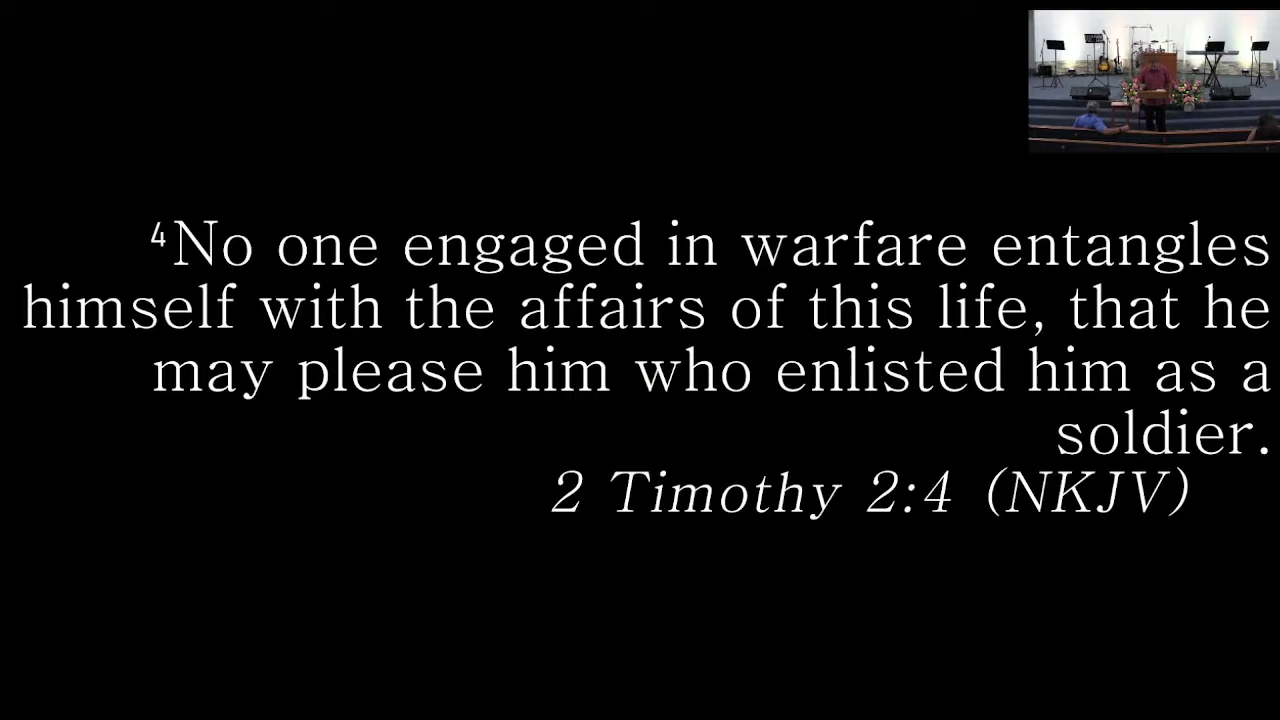 ⁴No one engaged in warfare entangles
himself with the affairs of this life, that he
may please him who enlisted him as a
soldier.
2 Timothy 2:4 (NKJV)